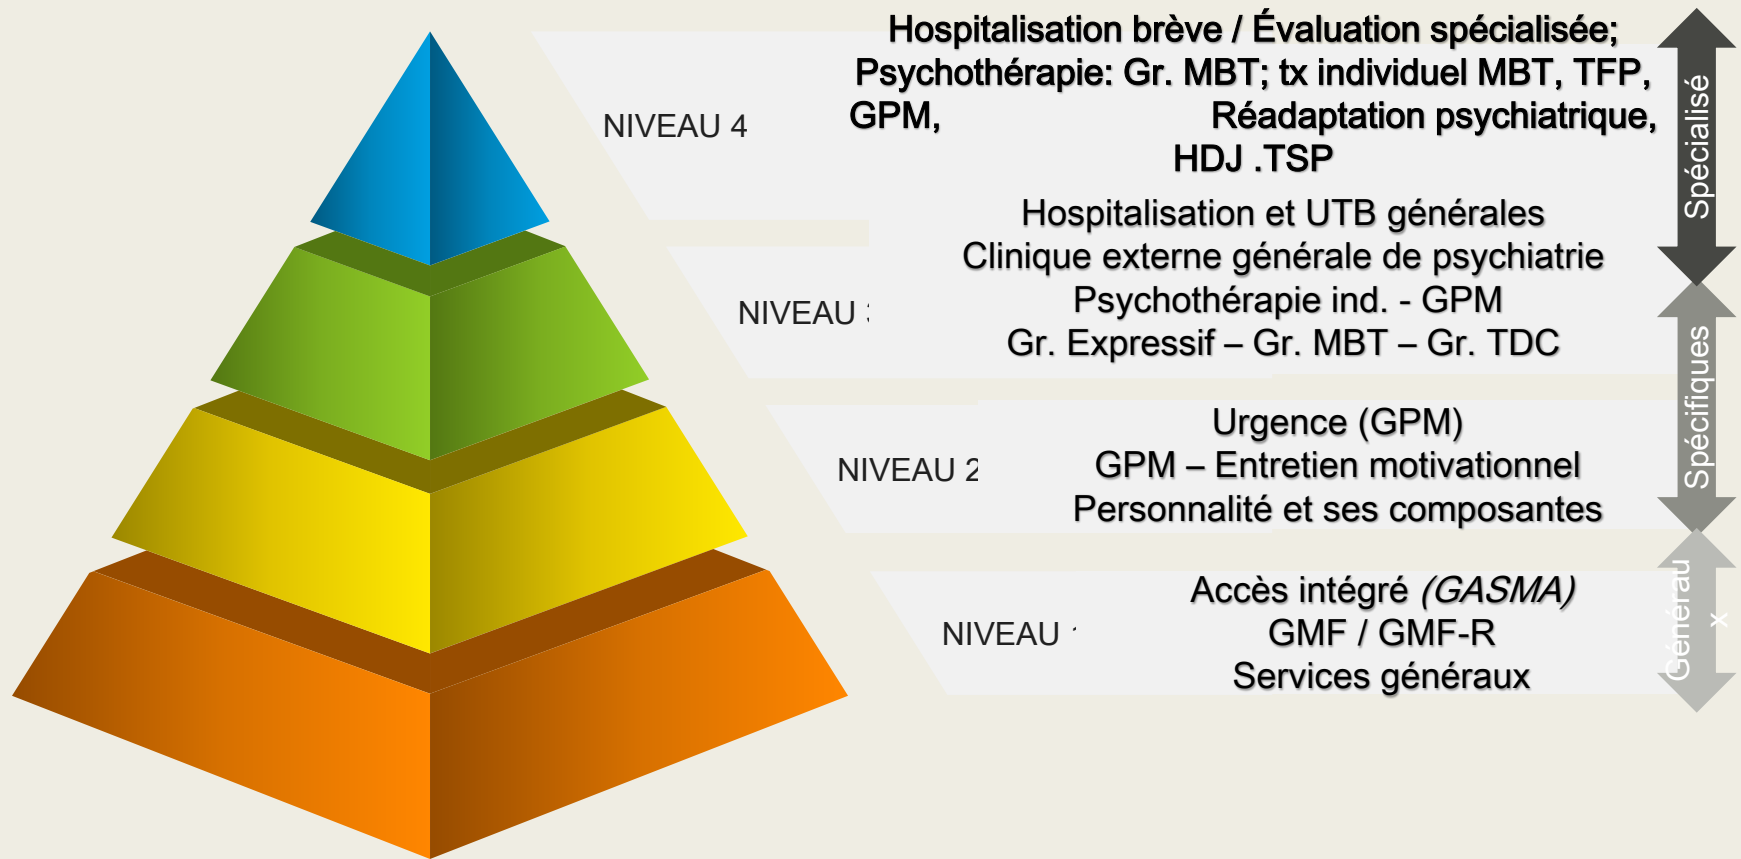 Hospitalisation brève / Évaluation spécialisée;
Psychothérapie: Gr. MBT; tx individuel MBT, TFP,
GPM, Réadaptation psychiatrique,
HDJ .TSP
NIVEAU 4
Spécialisé
Hospitalisation et UTB générales
Clinique externe générale de psychiatrie
Psychothérapie ind. - GPM
Gr. Expressif – Gr. MBT – Gr. TDC
NIVEAU
Spécifiques
Urgence (GPM)
GPM – Entretien motivationnel
Personnalité et ses composantes
NIVEAU 2
Accès intégré (GASMA)
GMF / GMF-R
Services généraux
NIVEAU
Générau
x